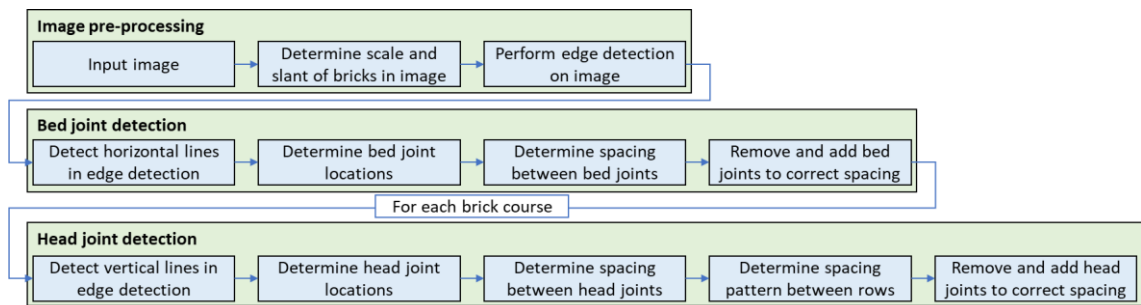 Image pre-processing
Input image
Determine scale and
slant of bricks in image
Perform edge detection
on image
Bed joint detection
Detect horizontal lines
in edge detection
Determine bed joint
locations
Determine spacing
between bed joints
Remove and add bed
joints to correct spacing
For each brick course
Head joint detection
Detect vertical lines in
edge detection
Determine head joint
locations
Determine spacing
between head joints
Determine spacing
pattern between rows
Remove and add head
joints to correct spacing